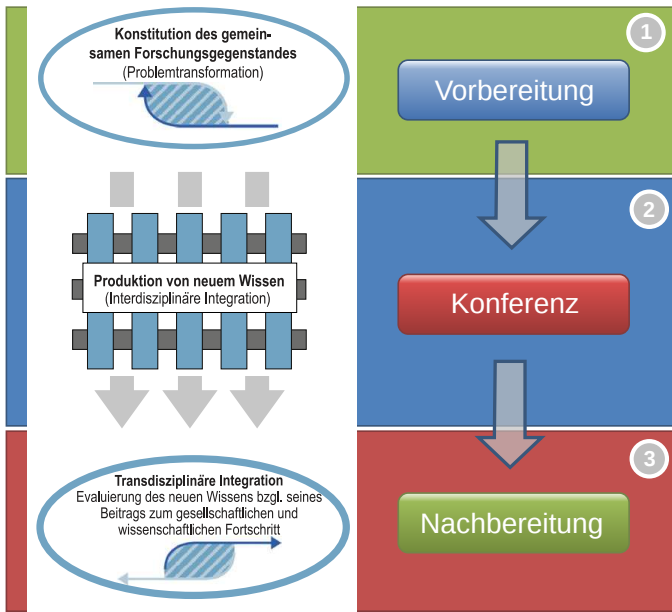 Konstitution des gemein-
samen Forschungsgegenstandes
(Problemtransformation)
1
Vorbereitung
2
Produktion von neuem Wissen
(Interdisziplinäre Integration)
Konferenz
3
Transdisziplinäre Integration
Evaluierung des neuen Wissens bzgl. seines
Beitrags zum gesellschaftlichen und
wissenschaftlichen Fortschritt
Nachbereitung